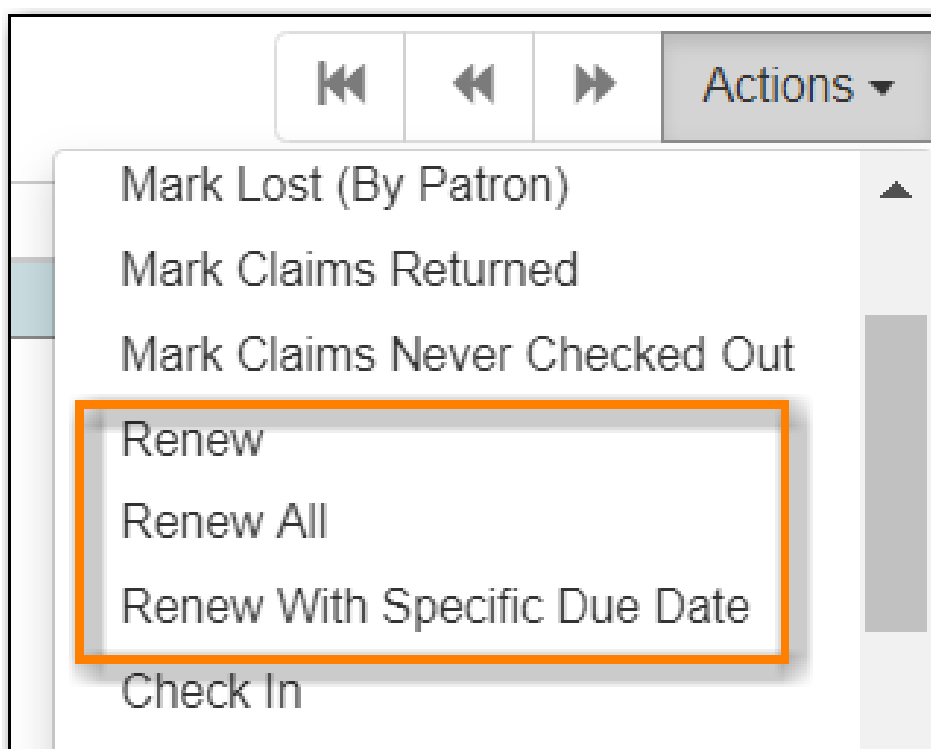 Actions
Mark Lost (By Patron)
Mark Claims Returned
Mark Claims Never Checked Out
Renew
Renew All
Renew With Specific Due Date
Check In